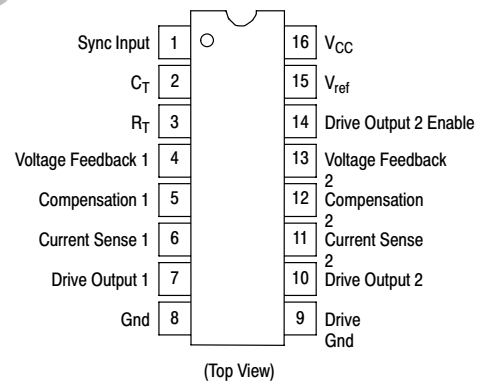 Sync Input 1 16 VCC
CT 2 15 Vref
RT 3 14 Drive Output 2 Enable
Voltage Feedback 1 4 13 Voltage Feedback
2
Compensation 1 5 12 Compensation
2
Current Sense 1 6 11 Current Sense
2
Drive Output 1 7 10 Drive Output 2
Gnd 8 9 Drive
Gnd
(Top View)